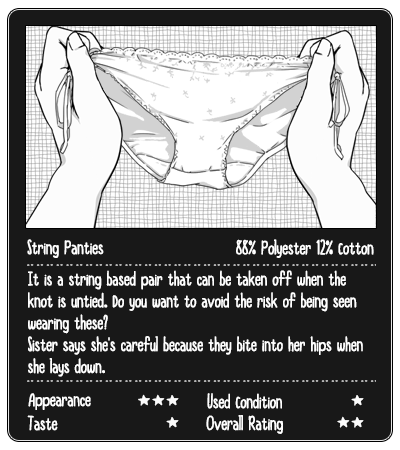 String Panties 88% Polyester 12% Cotton
It is a string based pair that can be taken off when the
knot is untied. Do you want to avoid the risk of being seen
wearing these?
Sister says she's careful because they bite into her hips when
she lays down.
Appearance ★★★ Used Condition ★
Taste ★ Overall Rating ★★